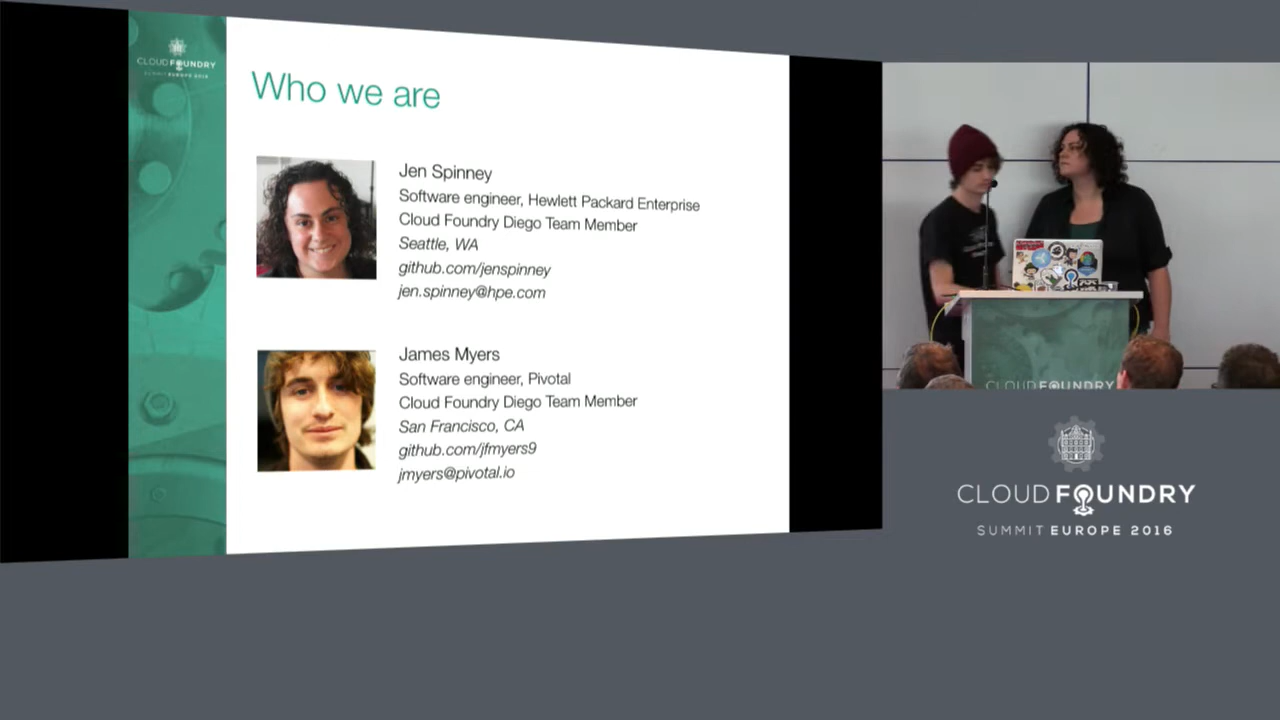 CLOUD FOUNDRY
SUMMIT EUROPE 2016
Who we are
Jen Spinney
Software engineer, Hewlett Packard Enterprise
Cloud Foundry Diego Team Member
Seattle, WA
github.com/jenspinney
jen.spinney@hpe.com
James Myers
Software engineer, Pivotal
Cloud Foundry Diego Team Member
San Francisco, CA
github.com/jfmyers9
jmyers@pivotal.io
CLOUD FOUNDRY
CLOUD FOUNDRY
SUMMIT EUROPE 2016